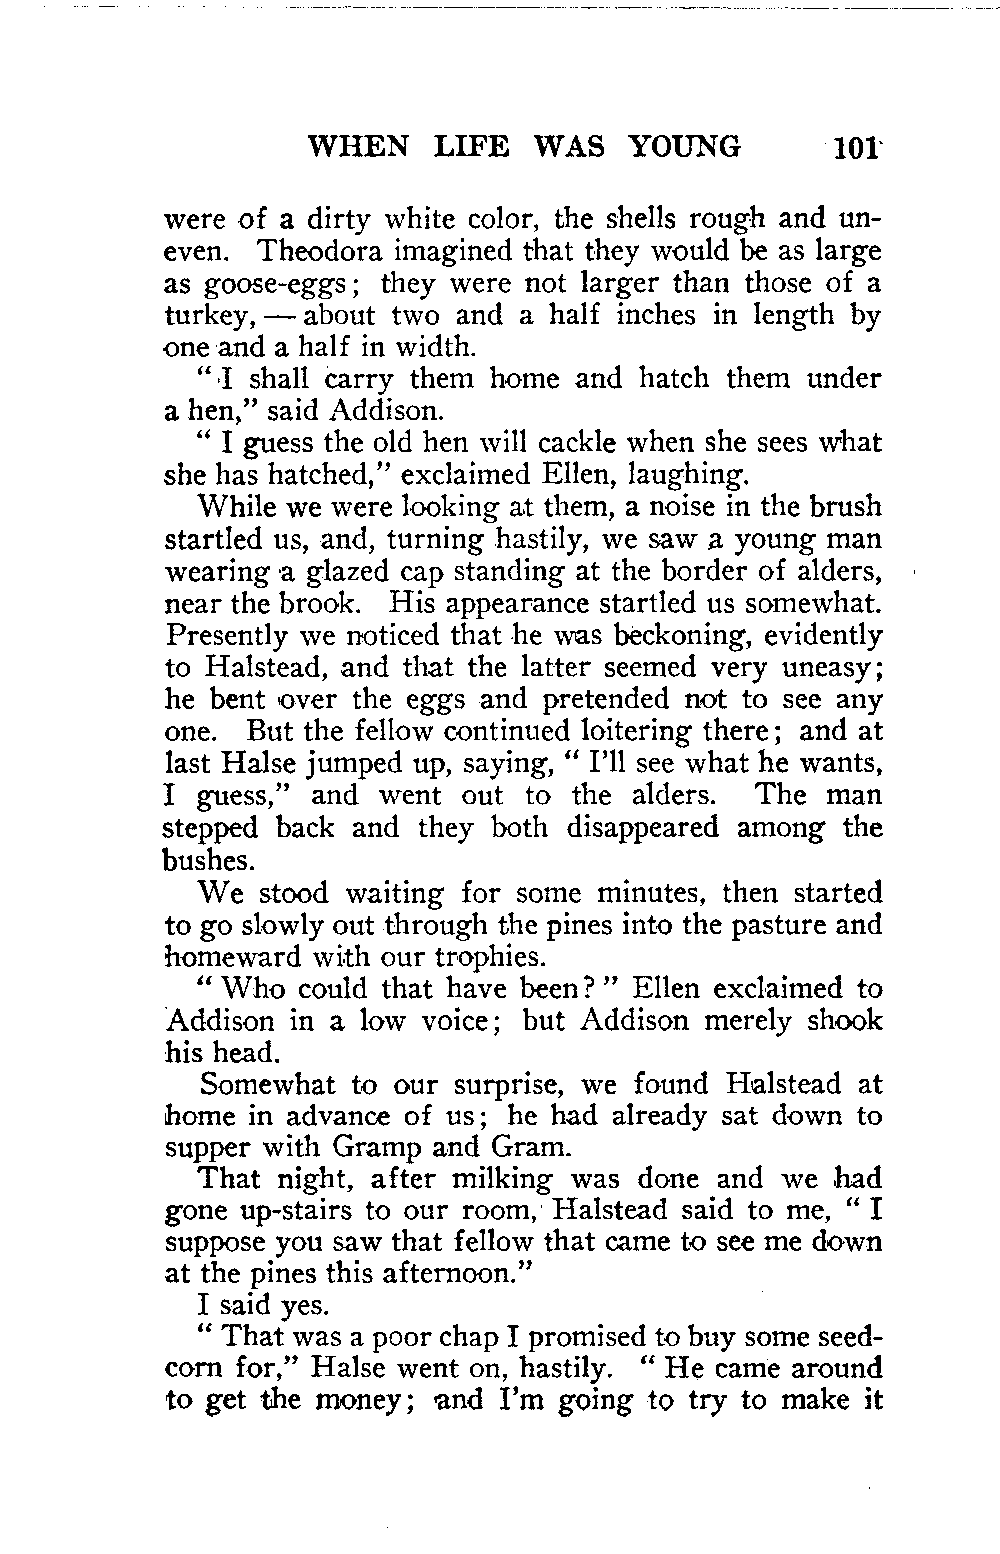 WHEN LIFE WAS YOUNG 101
were of a dirty white color, the shells rough and un-
even. Theodora imagined that they would be as large
as goose-eggs; they were not larger than those of a
turkey, — about two and a half inches in length by
one and a half in width.
“ I shall carry them home and hatch them under
a hen,” said Addison.
“ I guess the old hen will cackle when she sees what
she has hatched,” exclaimed Ellen, laughing.
While we were looking at them, a noise in the brush
startled us, and, turning hastily, we saw a young man
wearing a glazed cap standing at the border of alders,
near the brook. His appearance startled us somewhat.
Presently we noticed that he was beckoning, evidently
to Halstead, and that the latter seemed very uneasy;
he bent over the eggs and pretended not to see any
one. But the fellow continued loitering there; and at
last Halse jumped up, saying, “ I’ll see what he wants,
I guess,” and went out to the alders. The man
stepped back and they both disappeared among the
bushes.
We stood waiting for some minutes, then started
to go slowly out through the pines into the pasture and
homeward with our trophies.
“ Who could that have been? ” Ellen exclaimed to
Addison in a low voice; but Addison merely shook
his head.
Somewhat to our surprise, we found Halstead at
home in advance of us; he had already sat down to
supper with Gramp and Gram.
That night, after milking was done and we had
gone up-stairs to our room, Halstead said to me, “ I
suppose you saw that fellow that came to see me down
at the pines this afternoon.”
I said yes.
“ That was a poor chap I promised to buy some seed-
corn for,” Halse went on, hastily. “ He came around
to get the money; and I’m going to try to make it